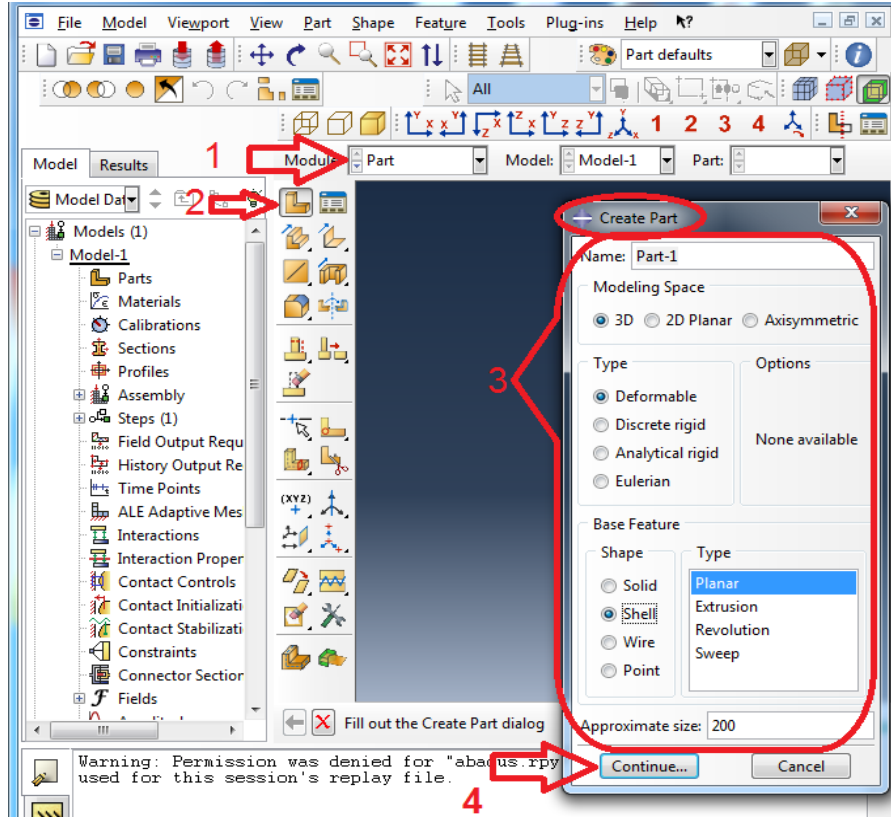 File Model Viewport View Part Shape Feature Tools Plug-ins Help
Part defaults
All
1 2 3 4
1 Module: Part Model: Model-1 Part:
Model Results
2
Model Dat
Models (1)
Model-1
Parts
Materials
Calibrations
Sections
Profiles
Assembly
Steps (1)
Field Output Requ
History Output Re
Time Points
ALE Adaptive Mes
Interactions
Interaction Proper
Contact Controls
Contact Initializati
Contact Stabilizati
Constraints
Connector Section
Fields
(XYZ)
3
Create Part
Name: Part-1
Modeling Space
3D 2D Planar Axisymmetric
Type Options
Deformable
Discrete rigid
Analytical rigid
Eulerian
None available
Base Feature
Shape Type
Solid
Shell
Wire
Point
Planar
Extrusion
Revolution
Sweep
Approximate size: 200
Continue... Cancel
Fill out the Create Part dialog
Warning: Permission was denied for "abaqus.rpy
used for this session's replay file.
4